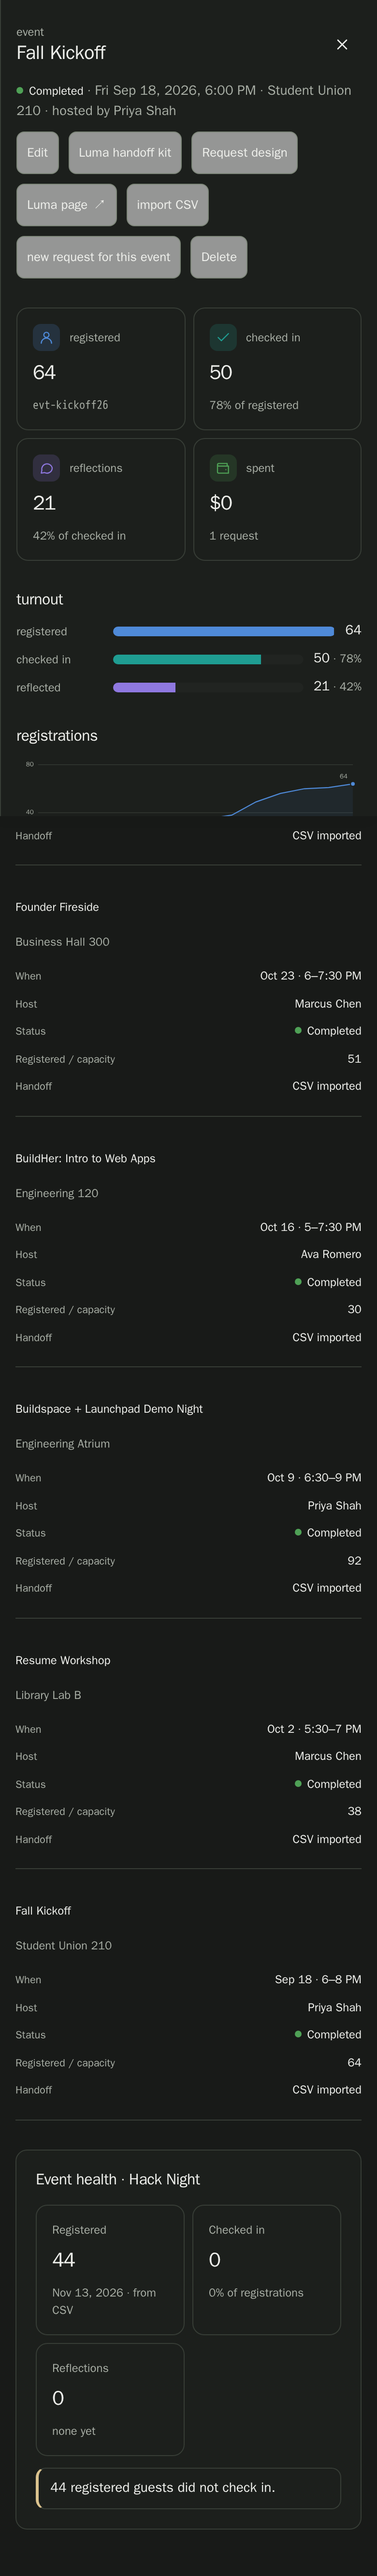 event
Fall Kickoff
Completed · Fri Sep 18, 2026, 6:00 PM · Student Union
210 · hosted by Priya Shah
Edit
Luma handoff kit
Request design
Luma page ↗
import CSV
new request for this event
Delete
registered
64
evt-kickoff26
checked in
50
78% of registered
reflections
21
42% of checked in
spent
$0
1 request
turnout
registered 64
checked in 50 · 78%
reflected 21 · 42%
registrations
80
64
40
Handoff CSV imported
Founder Fireside
Business Hall 300
When Oct 23 · 6–7:30 PM
Host Marcus Chen
Status Completed
Registered / capacity 51
Handoff CSV imported
BuildHer: Intro to Web Apps
Engineering 120
When Oct 16 · 5–7:30 PM
Host Ava Romero
Status Completed
Registered / capacity 30
Handoff CSV imported
Buildspace + Launchpad Demo Night
Engineering Atrium
When Oct 9 · 6:30–9 PM
Host Priya Shah
Status Completed
Registered / capacity 92
Handoff CSV imported
Resume Workshop
Library Lab B
When Oct 2 · 5:30–7 PM
Host Marcus Chen
Status Completed
Registered / capacity 38
Handoff CSV imported
Fall Kickoff
Student Union 210
When Sep 18 · 6–8 PM
Host Priya Shah
Status Completed
Registered / capacity 64
Handoff CSV imported
Event health · Hack Night
Registered
44
Nov 13, 2026 · from
CSV
Checked in
0
0% of registrations
Reflections
0
none yet
44 registered guests did not check in.